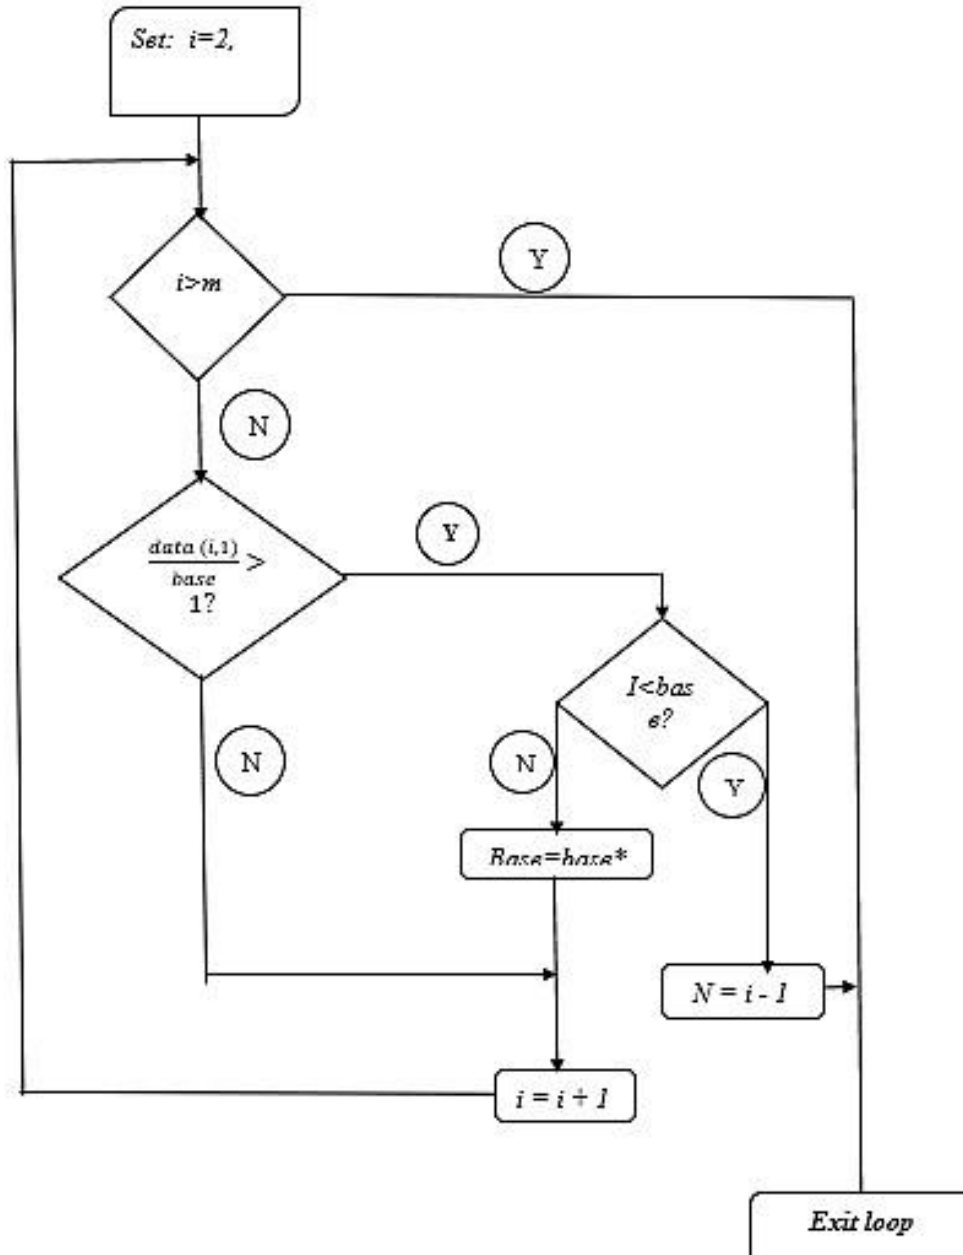 Set: i=2,
Y
i>m
N
Y
data (i,1)
base
>
1?
I<bas
e?
N
N
Y
Base=base*
N = i - 1
i = i + 1
Exit loop